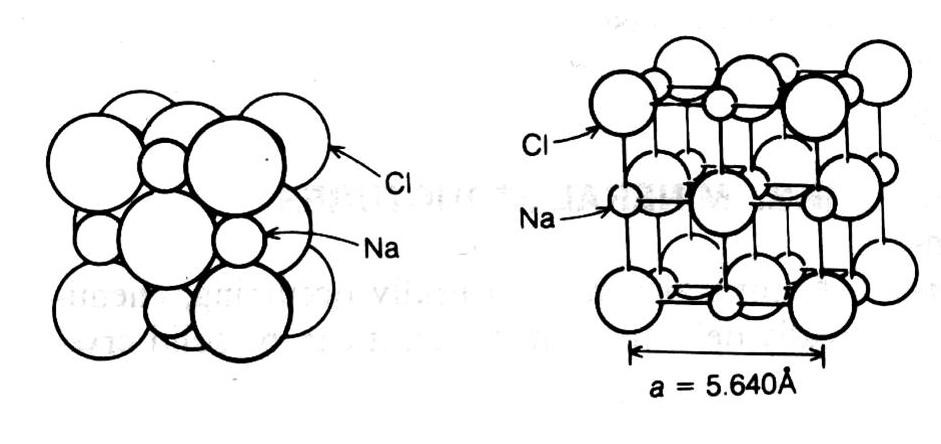 Cl
Na
Cl
Na
a = 5.640Å